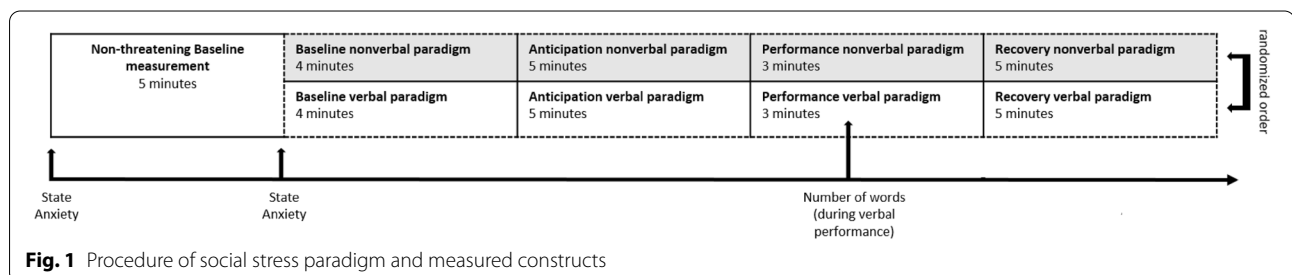 Non-threatening Baseline
measurement
5 minutes
Baseline nonverbal paradigm
4 minutes
Anticipation nonverbal paradigm
5 minutes
Performance nonverbal paradigm
3 minutes
Recovery nonverbal paradigm
5 minutes
Baseline verbal paradigm
4 minutes
Anticipation verbal paradigm
5 minutes
Performance verbal paradigm
3 minutes
Recovery verbal paradigm
5 minutes
randomized order
State
Anxiety
State
Anxiety
Number of words
(during verbal
performance)
Fig. 1 Procedure of social stress paradigm and measured constructs